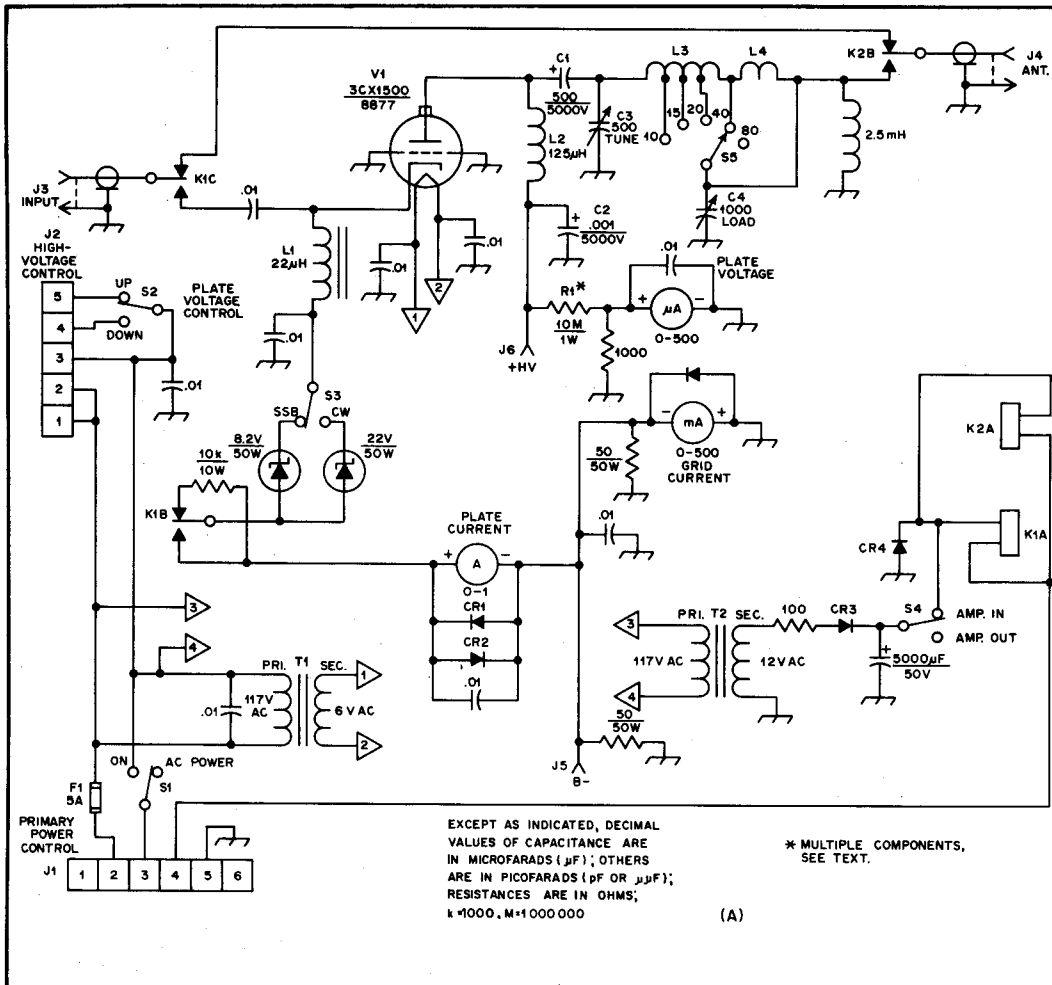 V1
3CX1500
8877
C1
500
5000V
L3
L4
K2B
J4
ANT.
10
15
20
40
80
S5
C3
500
TUNE
L2
125µH
2.5mH
C4
1000
LOAD
J3
INPUT
K1C
.01
L1
22µH
.01
.01
1
2
C2
.001
5000V
.01
PLATE
VOLTAGE
R1*
10M
1W
+
µA
-
0-500
1000
J6
+HV
J2
HIGH-
VOLTAGE
CONTROL
5
4
3
2
1
UP
S2
DOWN
PLATE VOLTAGE
CONTROL
.01
.01
S3
SSB
CW
8.2V
50W
22V
50W
10k
10W
K1B
-
mA
+
0-500
GRID
CURRENT
50
50W
K2A
K1A
CR4
PLATE
CURRENT
+
A
-
0-1
CR1
CR2
.01
.01
3
4
PRI.
T1
SEC.
117V
AC
6V AC
.01
1
2
3
4
PRI.
T2
SEC.
117V AC
12VAC
100
CR3
S4
AMP. IN
AMP. OUT
+
5000µF
50V
50
50W
J5
B-
ON
AC POWER
S1
F1
5A
PRIMARY
POWER
CONTROL
J1
1
2
3
4
5
6
EXCEPT AS INDICATED, DECIMAL
VALUES OF CAPACITANCE ARE
IN MICROFARADS (µF); OTHERS
ARE IN PICOFARADS (pF OR µµF);
RESISTANCES ARE IN OHMS;
k=1000, M=1000000
* MULTIPLE COMPONENTS,
SEE TEXT.
(A)